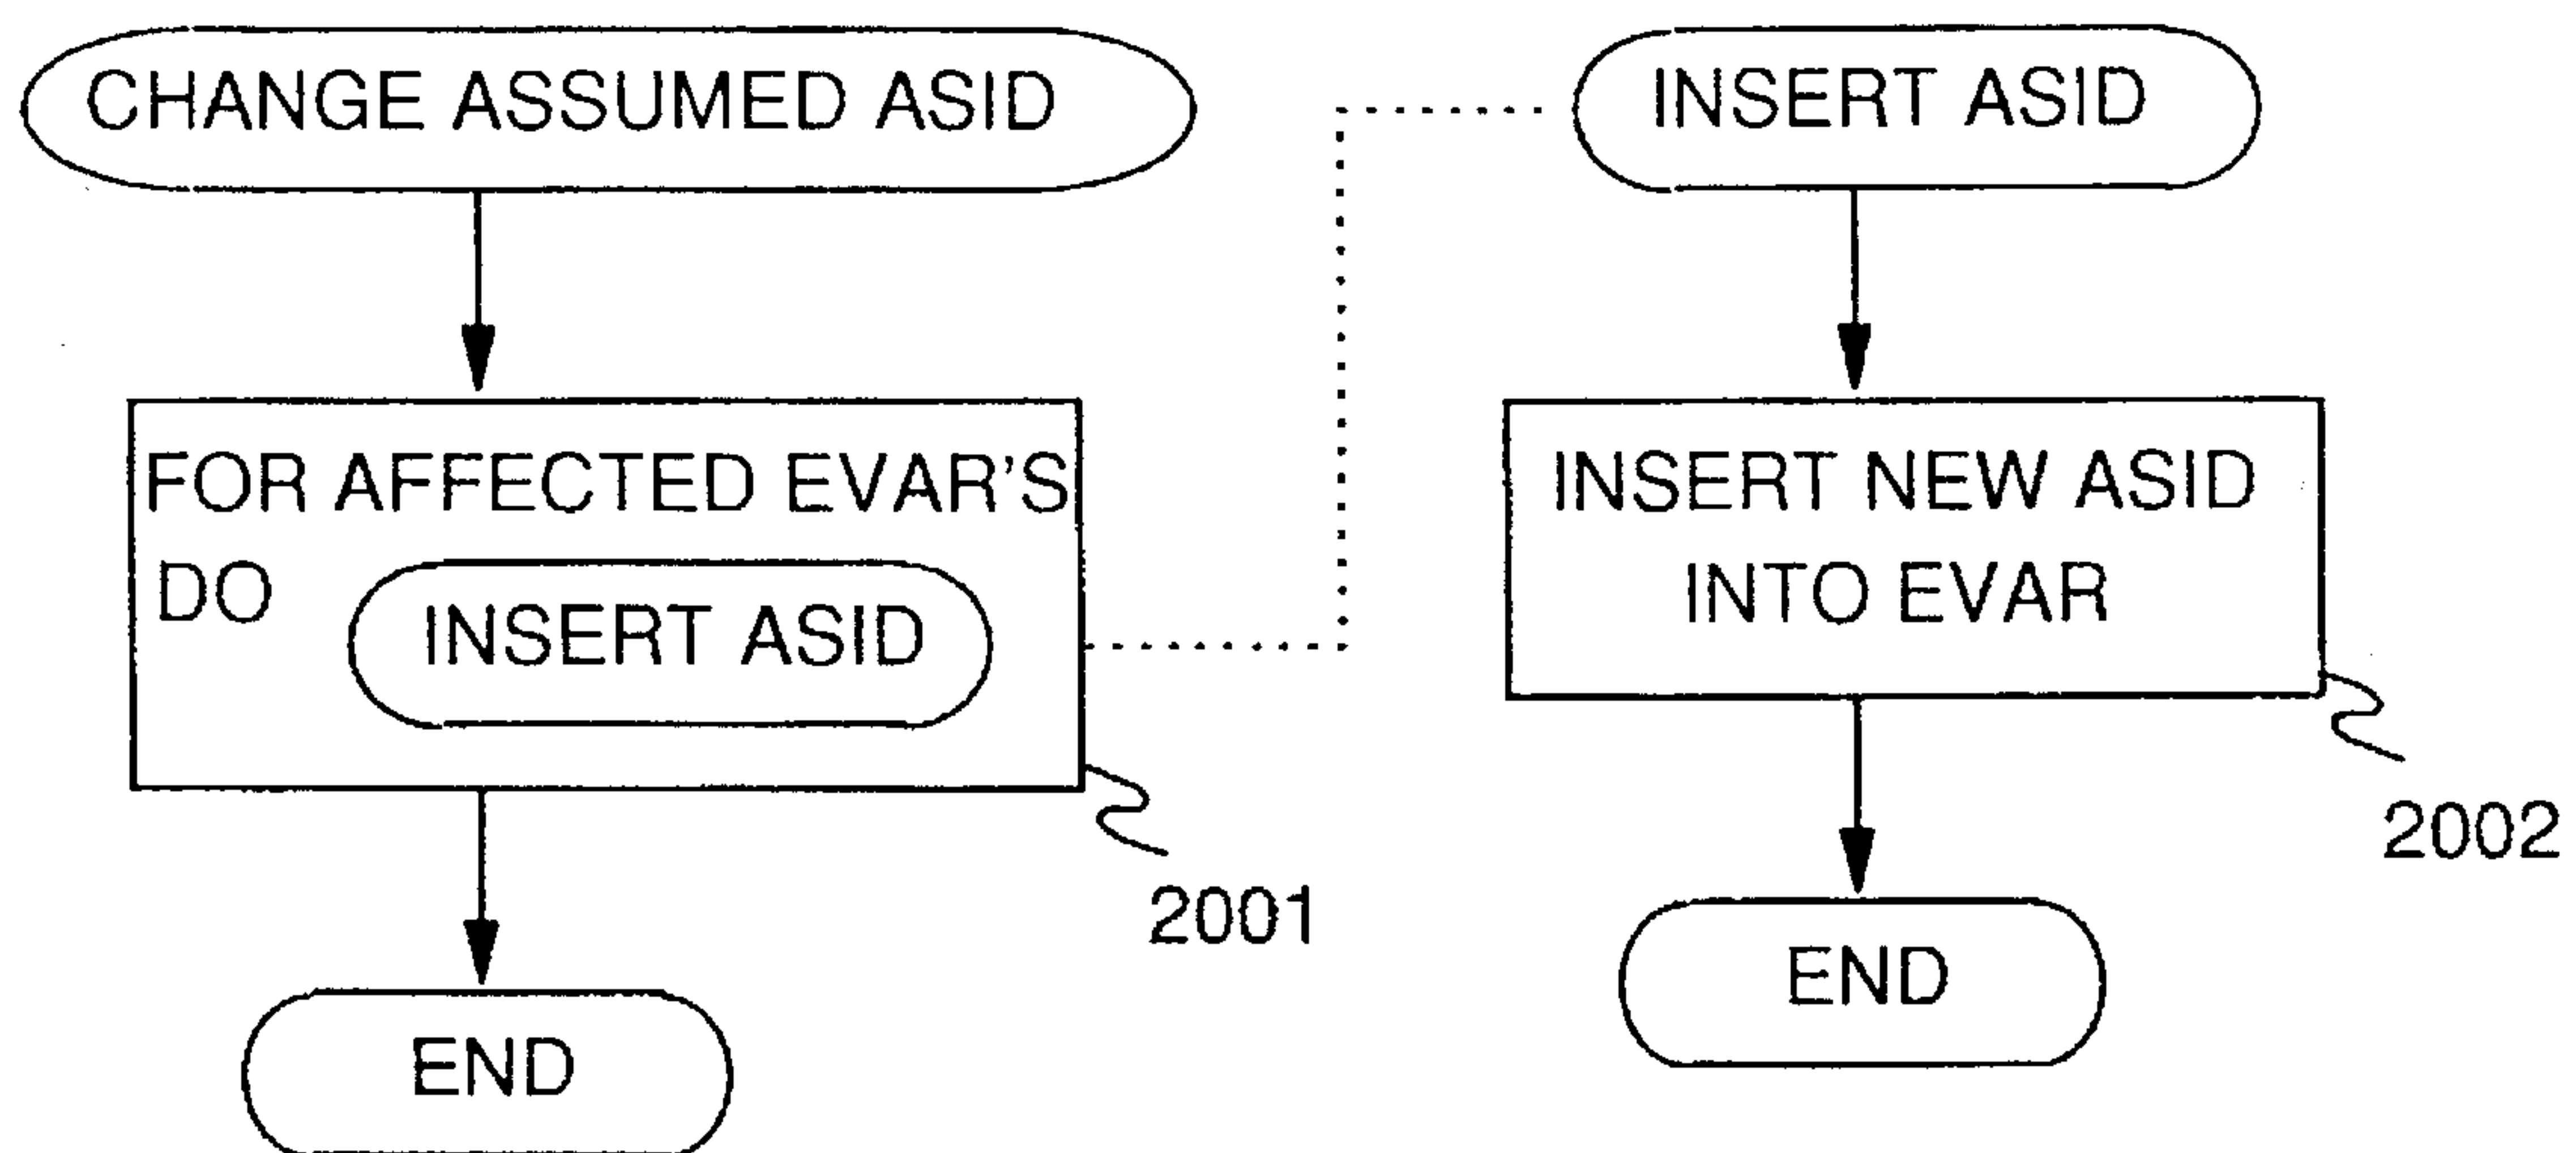 CHANGE ASSUMED ASID
FOR AFFECTED EVAR'S
DO
INSERT ASID
2001
END
INSERT ASID
INSERT NEW ASID
INTO EVAR
2002
END